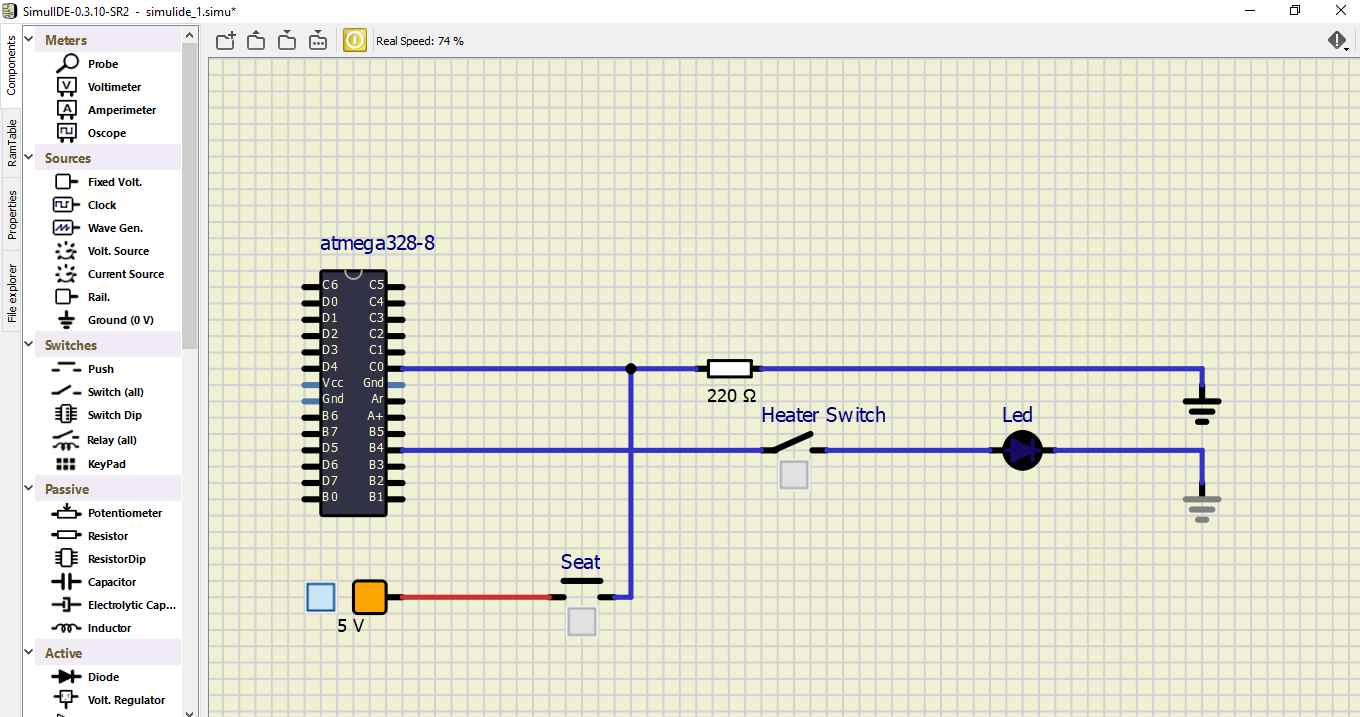 SimulIDE-0.3.10-SR2 - simulide_1.simu*
Components
RamTable
Properties
File explorer
Meters
Probe
Voltimeter
Amperimeter
Oscope
Sources
Fixed Volt.
Clock
Wave Gen.
Volt. Source
Current Source
Rail.
Ground (0 V)
Switches
Push
Switch (all)
Switch Dip
Relay (all)
KeyPad
Passive
Potentiometer
Resistor
ResistorDip
Capacitor
Electrolytic Cap...
Inductor
Active
Diode
Volt. Regulator
Real Speed: 74 %
atmega328-8
C6 C5
D0 C4
D1 C3
D2 C2
D3 C1
D4 C0
Vcc Gnd
Gnd Ar
B6 A+
B7 B5
D5 B4
D6 B3
D7 B2
B0 B1
220 Ω
Heater Switch
Led
Seat
5 V